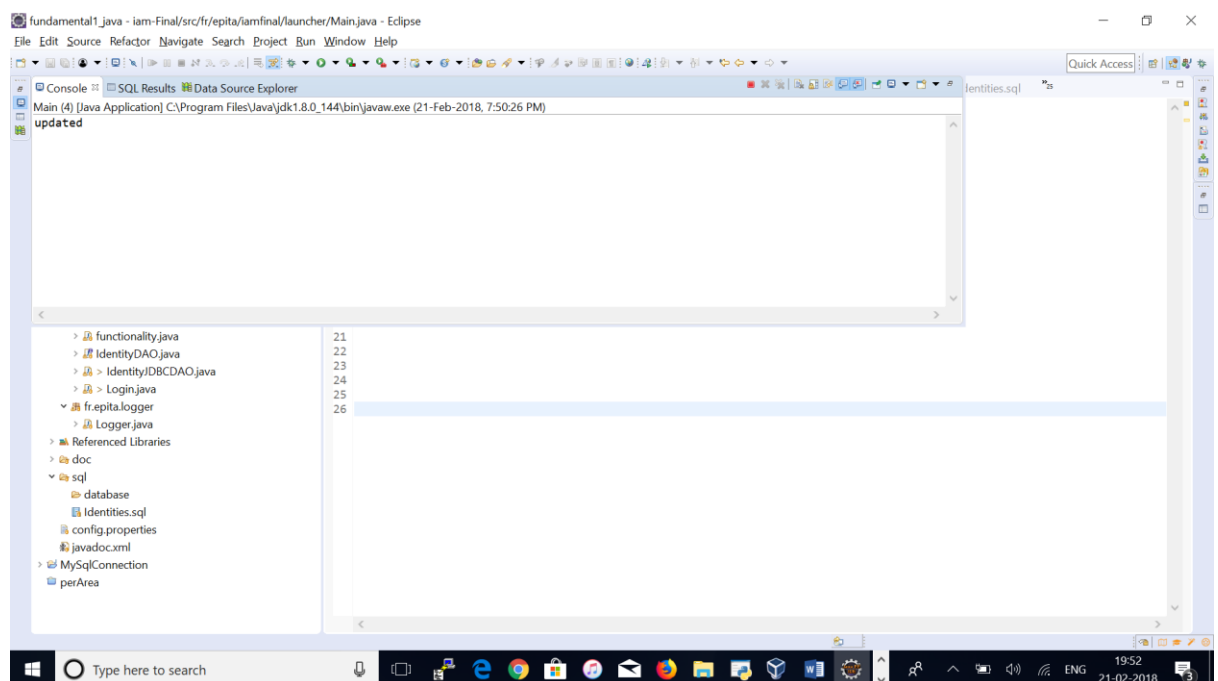 fundamental1_java - iam-Final/src/fr/epita/iamfinal/launcher/Main.java - Eclipse
File Edit Source Refactor Navigate Search Project Run Window Help
Quick Access
Console SQL Results Data Source Explorer
Identities.sql
25
Main (4) [Java Application] C:\Program Files\Java\jdk1.8.0_144\bin\javaw.exe (21-Feb-2018, 7:50:26 PM)
updated
> functionality.java
> IdentityDAO.java
> > IdentityJDBCDAO.java
> > Login.java
fr.epita.logger
> Logger.java
> Referenced Libraries
> doc
sql
database
Identities.sql
config.properties
javadoc.xml
> MySqlConnection
perArea
21
22
23
24
25
26
Type here to search
ENG
19:52
21-02-2018
3